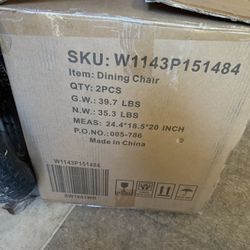 SKU: W1143P151484
Item: Dining Chair
QTY: 2PCS
G.W.: 39.7 LBS
N.W.: 35.3 LBS
MEAS: 24.4*18.5*20 INCH
P.O.NO.: 005-786
Made in China
W1143P151484